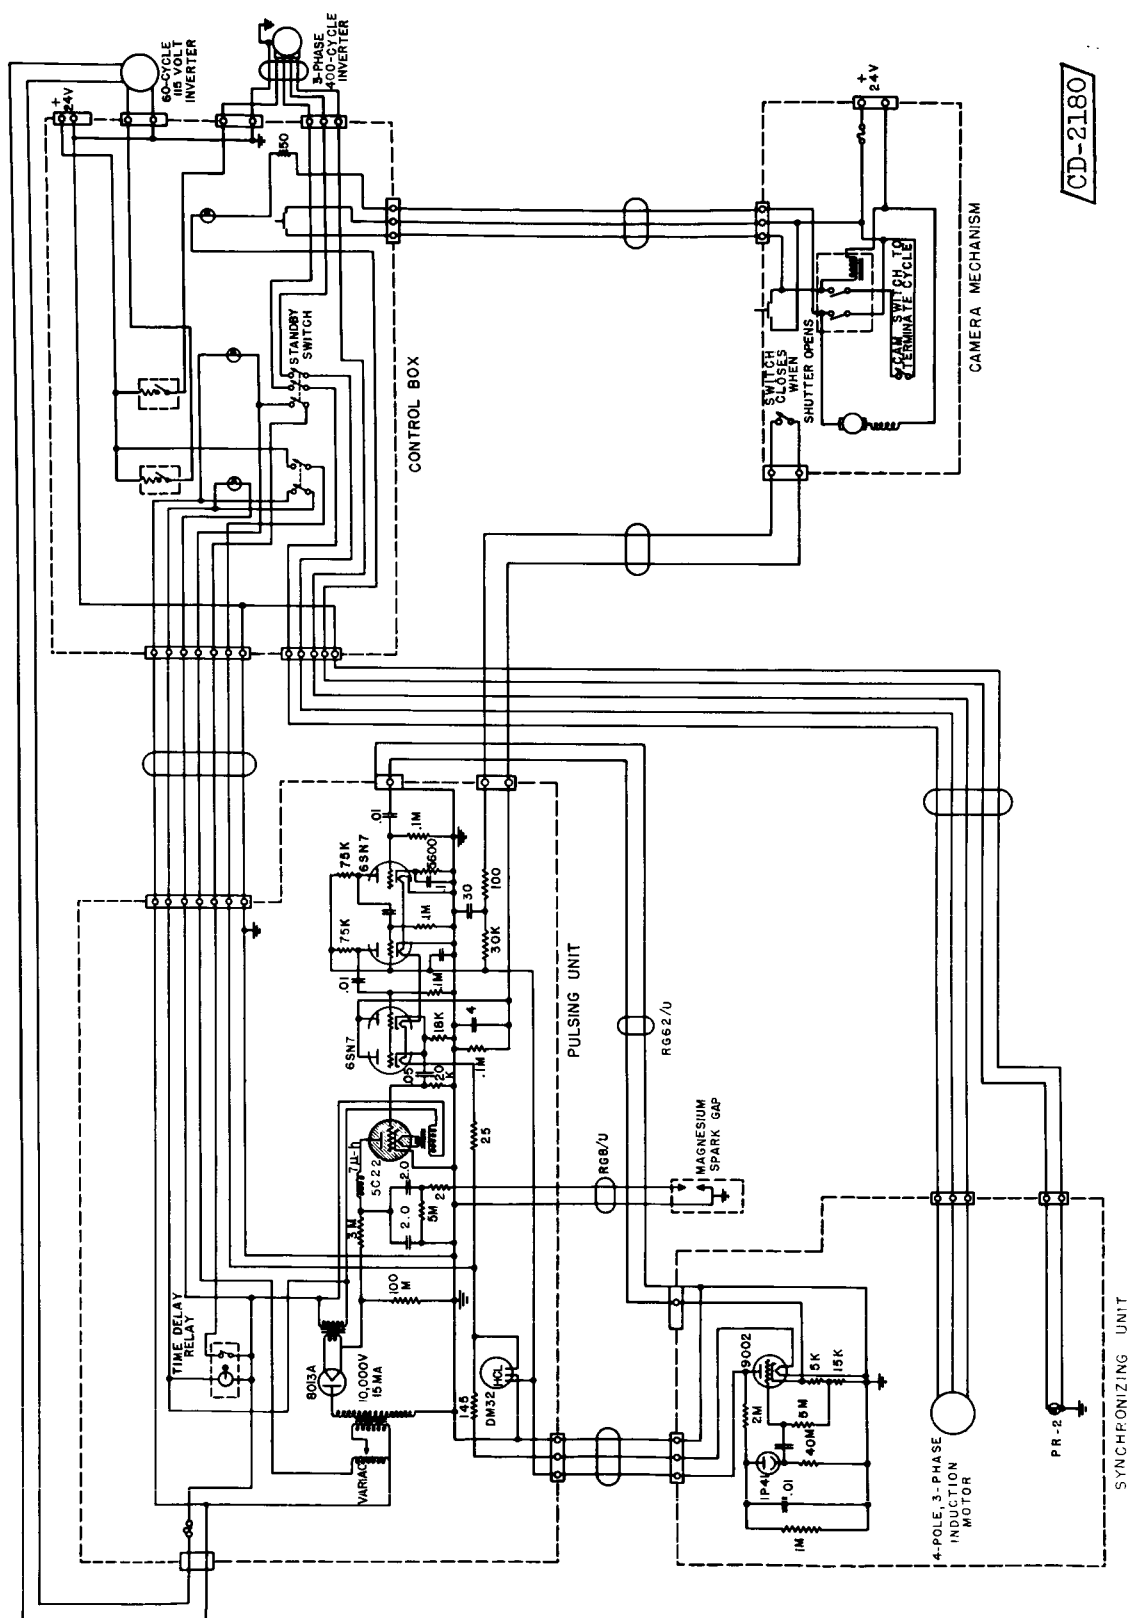 60-CYCLE
115 VOLT
INVERTER
3-PHASE
400-CYCLE
INVERTER
+
24V
50
STANDBY
SWITCH
CONTROL BOX
+
24V
CAM SWITCH TO
TERMINATE CYCLE
SWITCH
CLOSES
WHEN
SHUTTER OPENS
CAMERA MECHANISM
CD-2180
.01
.1M
75K
6SN7
5600
.1
75K
.1M
30
100
30K
.01
.1M
6SN7
18K
4
.1M
.05
20
K
PULSING UNIT
RG62/U
7μ-h
5C22
2.0
2.0
5M
2
25
3M
100
M
RG8/U
MAGNESIUM
SPARK GAP
TIME DELAY
RELAY
8013A
10,000V
15MA
VARIAC
145
DM32
HCL
9002
5K
15K
2M
5M
40M
1P41
.01
1M
4-POLE, 3-PHASE
INDUCTION
MOTOR
PR-2
SYNCHRONIZING UNIT